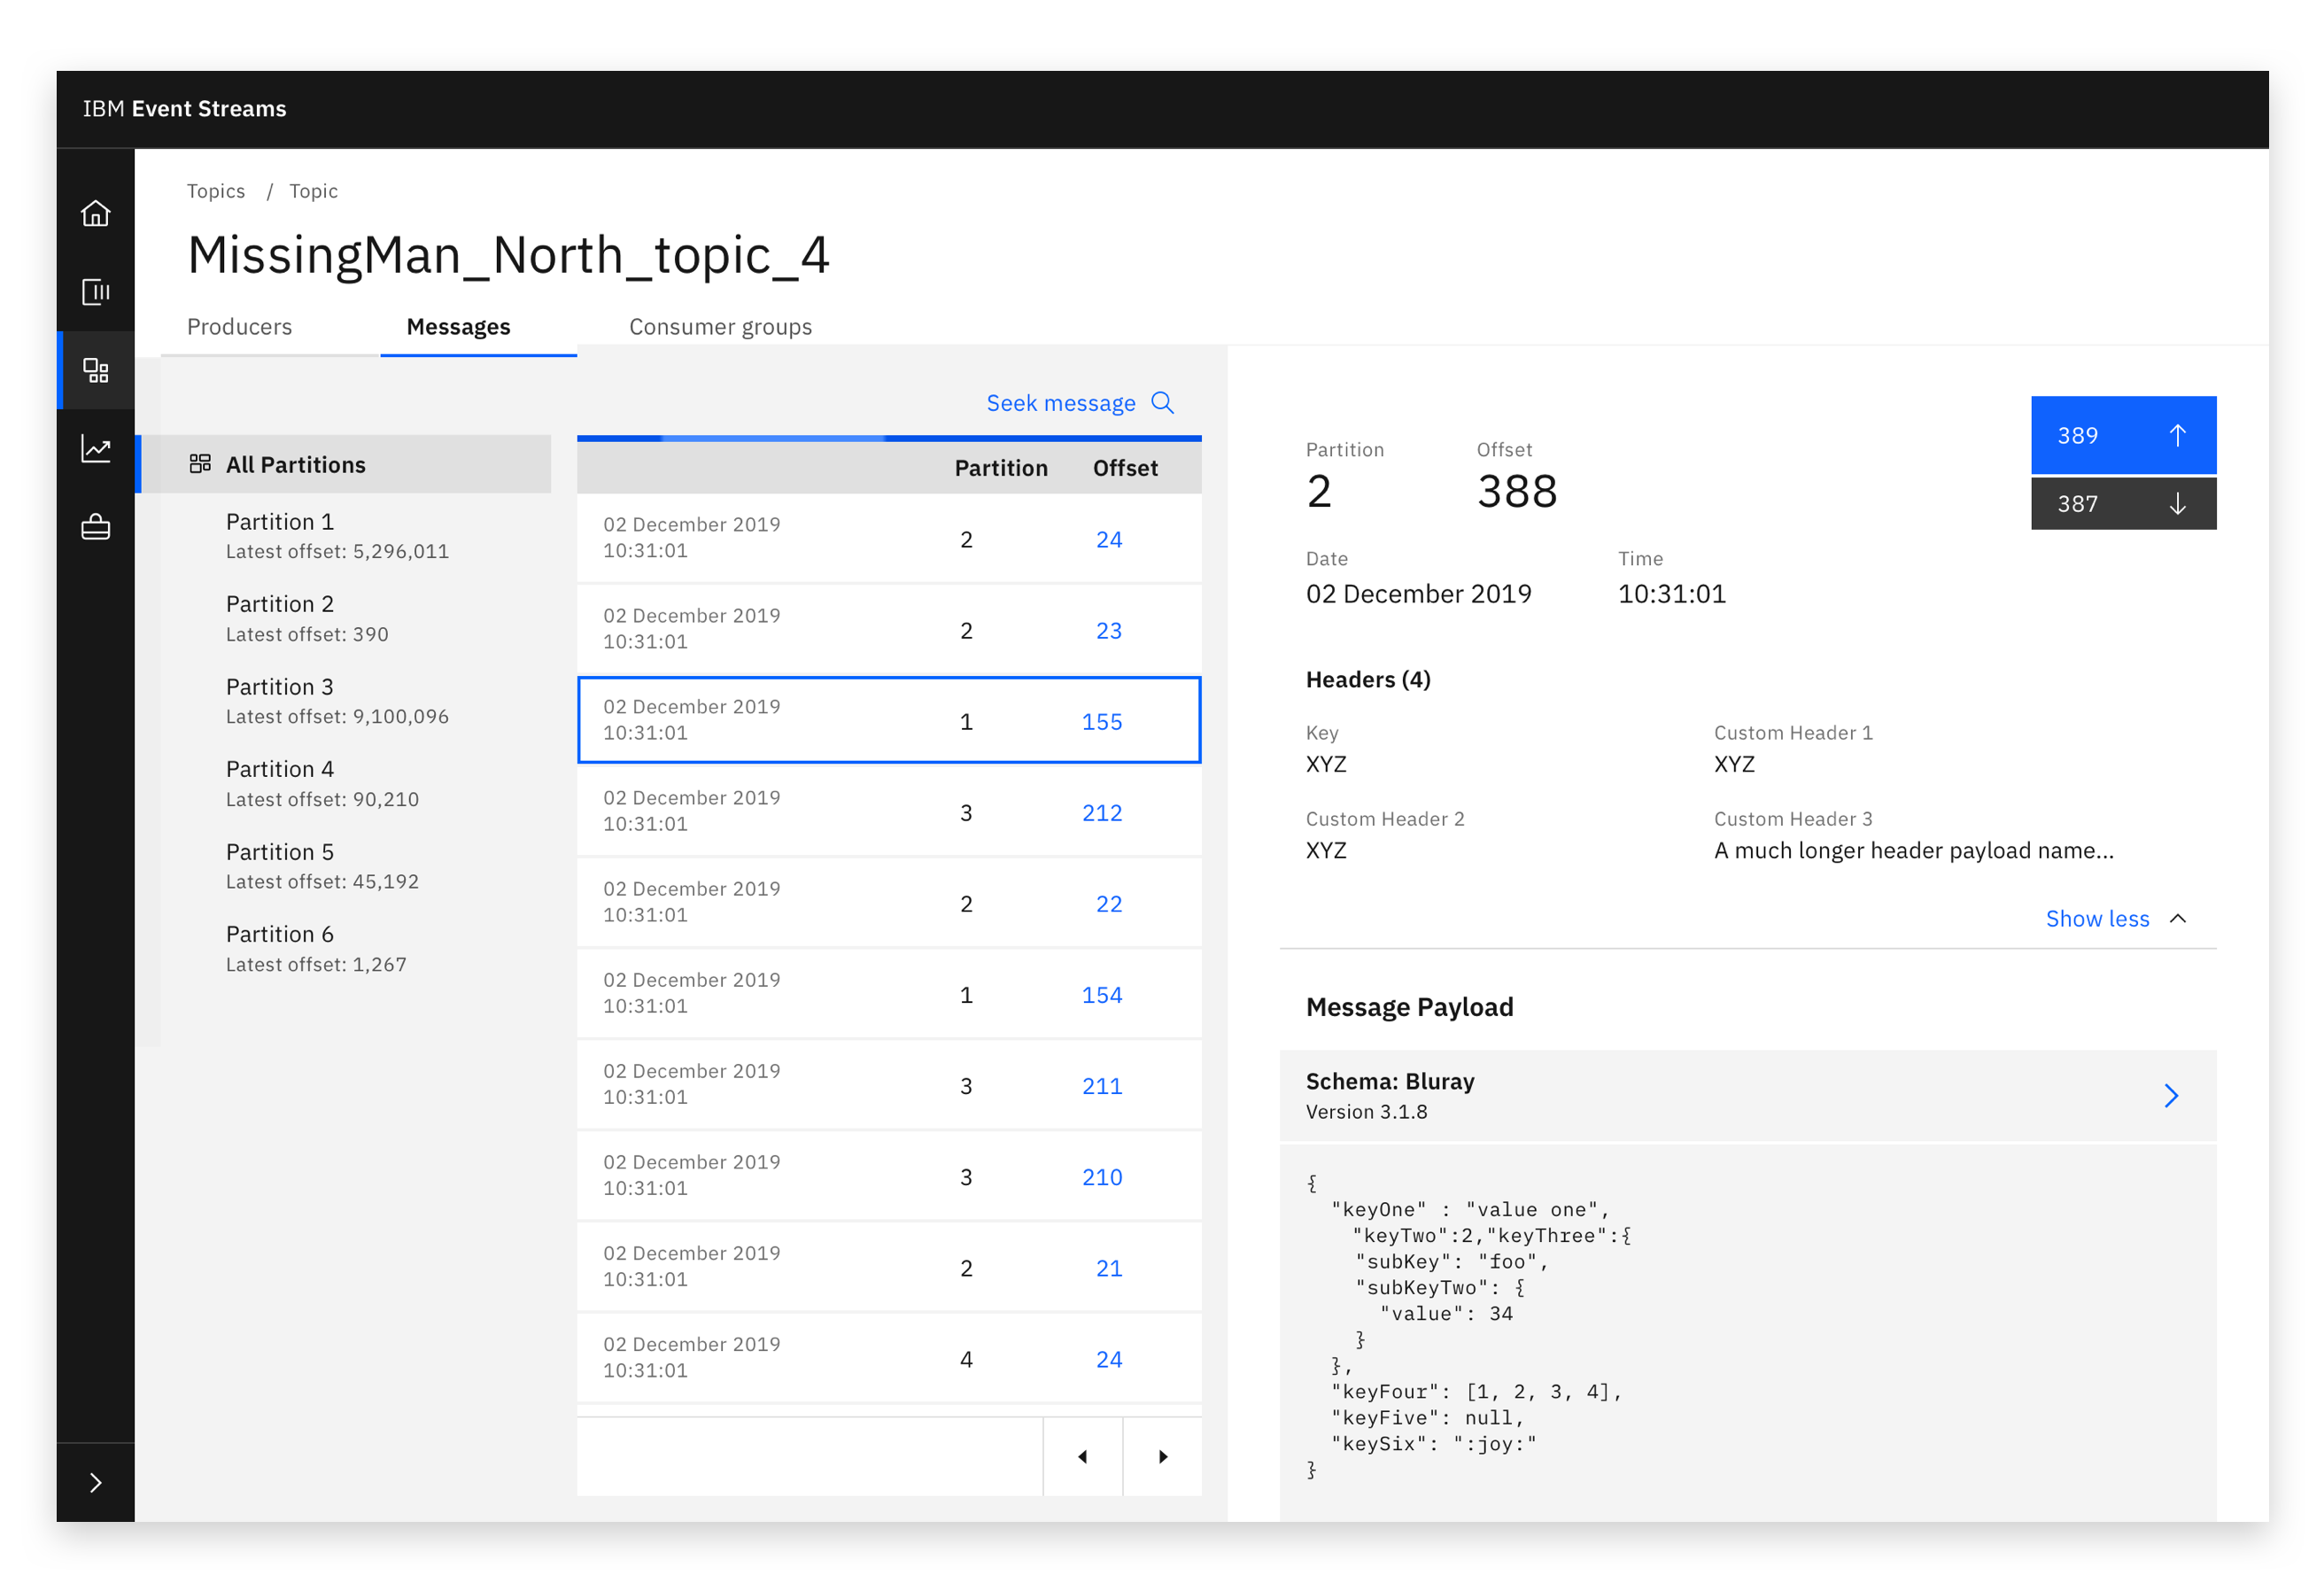 IBM Event Streams
Topics / Topic
MissingMan_North_topic_4
Producers Messages Consumer groups
Seek message
All Partitions
Partition 1
Latest offset: 5,296,011
Partition 2
Latest offset: 390
Partition 3
Latest offset: 9,100,096
Partition 4
Latest offset: 90,210
Partition 5
Latest offset: 45,192
Partition 6
Latest offset: 1,267
Partition Offset
02 December 2019
10:31:01 2 24
02 December 2019
10:31:01 2 23
02 December 2019
10:31:01 1 155
02 December 2019
10:31:01 3 212
02 December 2019
10:31:01 2 22
02 December 2019
10:31:01 1 154
02 December 2019
10:31:01 3 211
02 December 2019
10:31:01 3 210
02 December 2019
10:31:01 2 21
02 December 2019
10:31:01 4 24
Partition Offset
2 388
389
387
Date Time
02 December 2019 10:31:01
Headers (4)
Key Custom Header 1
XYZ XYZ
Custom Header 2 Custom Header 3
XYZ A much longer header payload name...
Show less
Message Payload
Schema: Bluray
Version 3.1.8
{
"keyOne" : "value one",
"keyTwo":2,"keyThree":{
"subKey": "foo",
"subKeyTwo": {
"value": 34
}
},
"keyFour": [1, 2, 3, 4],
"keyFive": null,
"keySix": ":joy:"
}